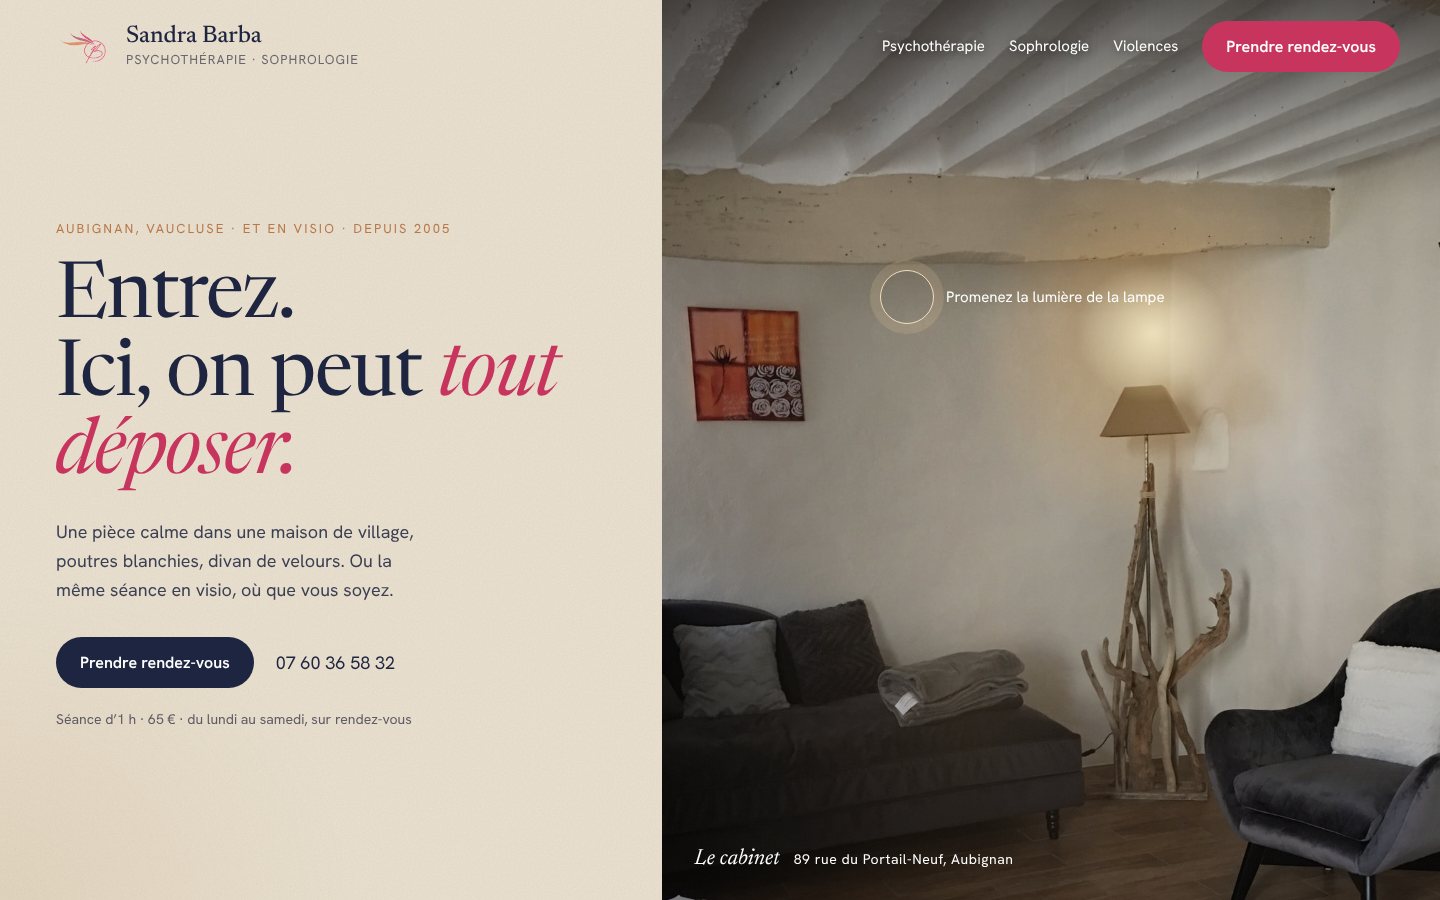 Sandra Barba
PSYCHOTHÉRAPIE · SOPHROLOGIE
Psychothérapie
Sophrologie
Violences
Prendre rendez-vous
AUBIGNAN, VAUCLUSE · ET EN VISIO · DEPUIS 2005
Entrez.
Ici, on peut tout
déposer.
Une pièce calme dans une maison de village,
poutres blanchies, divan de velours. Ou la
même séance en visio, où que vous soyez.
Prendre rendez-vous
07 60 36 58 32
Séance d’1 h · 65 € · du lundi au samedi, sur rendez-vous
Promenez la lumière de la lampe
Le cabinet
89 rue du Portail-Neuf, Aubignan